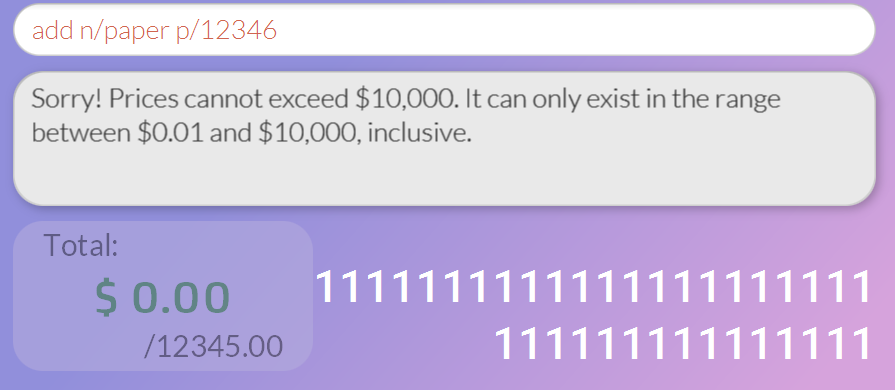 add n/paper p/12346
Sorry! Prices cannot exceed $10,000. It can only exist in the range
between $0.01 and $10,000, inclusive.
Total:
$ 0.00
/12345.00
1111111111111111111111
111111111111111